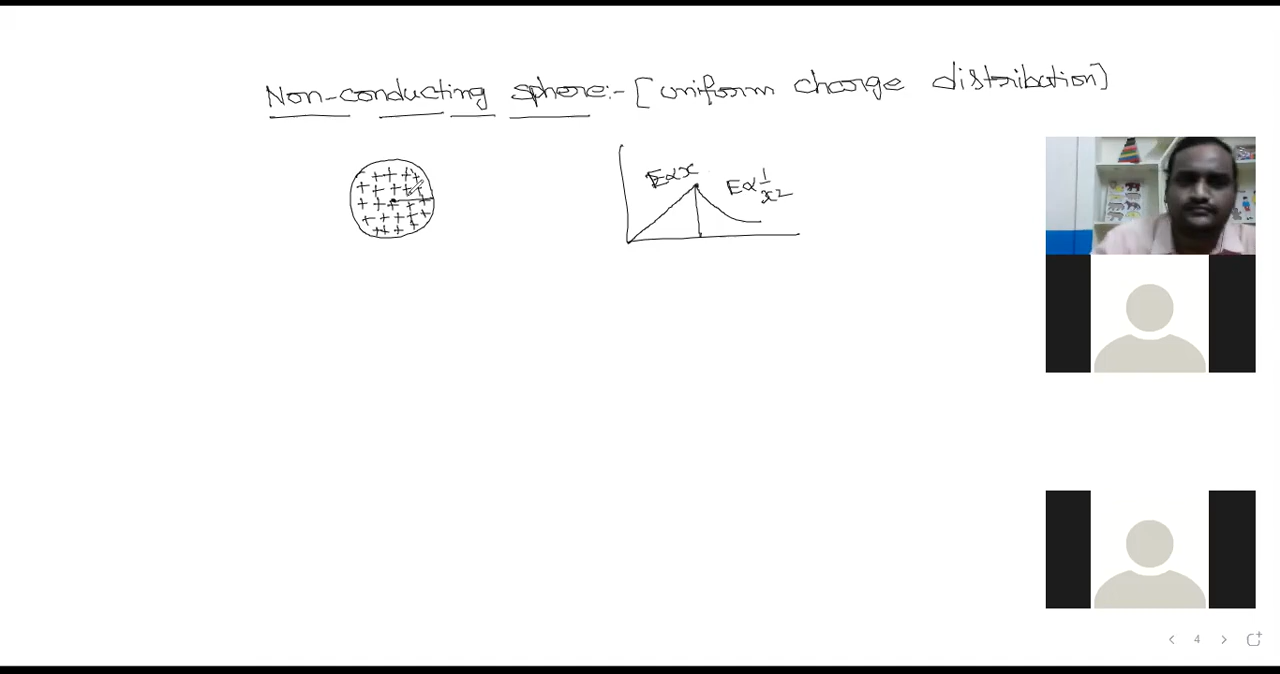 Non-conducting sphere:- [uniform charge distribution]
E∝x
E∝1/x2
4